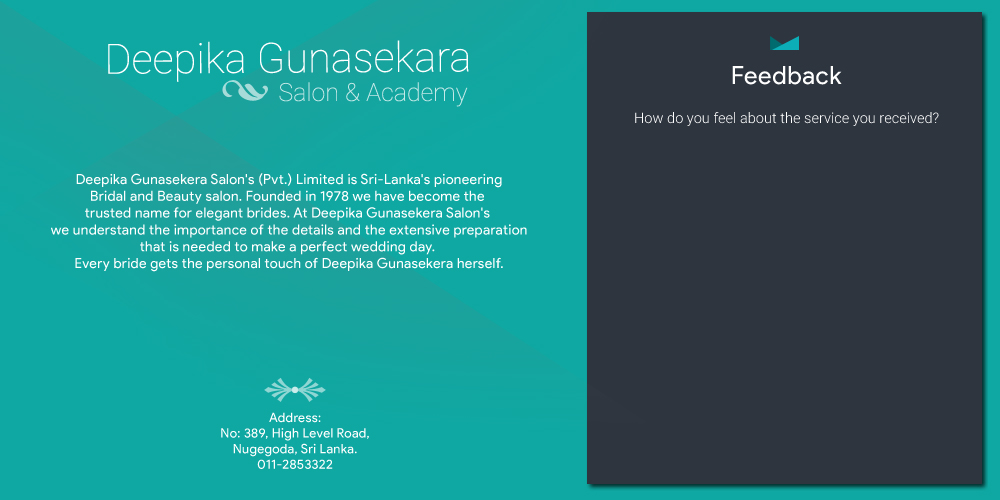 Deepika Gunasekara
Salon & Academy
Deepika Gunasekera Salon's (Pvt.) Limited is Sri-Lanka's pioneering
Bridal and Beauty salon. Founded in 1978 we have become the
trusted name for elegant brides. At Deepika Gunasekera Salon's
we understand the importance of the details and the extensive preparation
that is needed to make a perfect wedding day.
Every bride gets the personal touch of Deepika Gunasekera herself.
Address:
No: 389, High Level Road,
Nugegoda, Sri Lanka.
011-2853322
Feedback
How do you feel about the service you received?